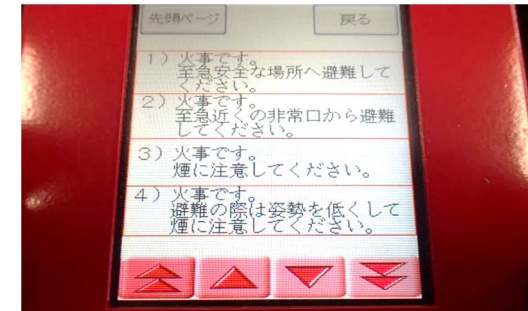 先頭ページ
戻る
1) 火事です。
至急安全な場所へ避難して
ください。
2) 火事です。
至急近くの非常口から避難
してください。
3) 火事です。
煙に注意してください。
4) 火事です。
避難の際は姿勢を低くして
煙に注意してください。